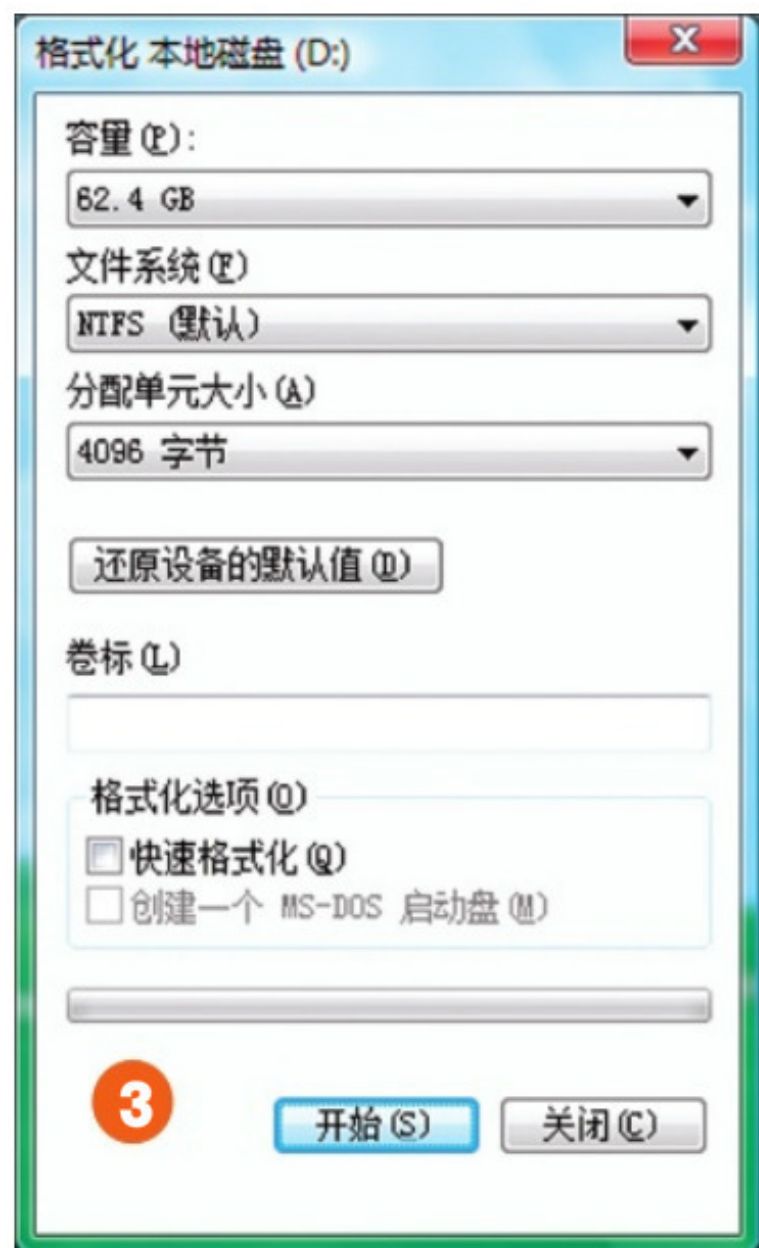 格式化 本地磁盘 (D:)
X
容量(P):
62.4 GB
文件系统(F)
NTFS (默认)
分配单元大小(A)
4096 字节
还原设备的默认值(D)
卷标(L)
格式化选项(O)
快速格式化(Q)
创建一个 MS-DOS 启动盘(M)
3
开始(S) 关闭(C)